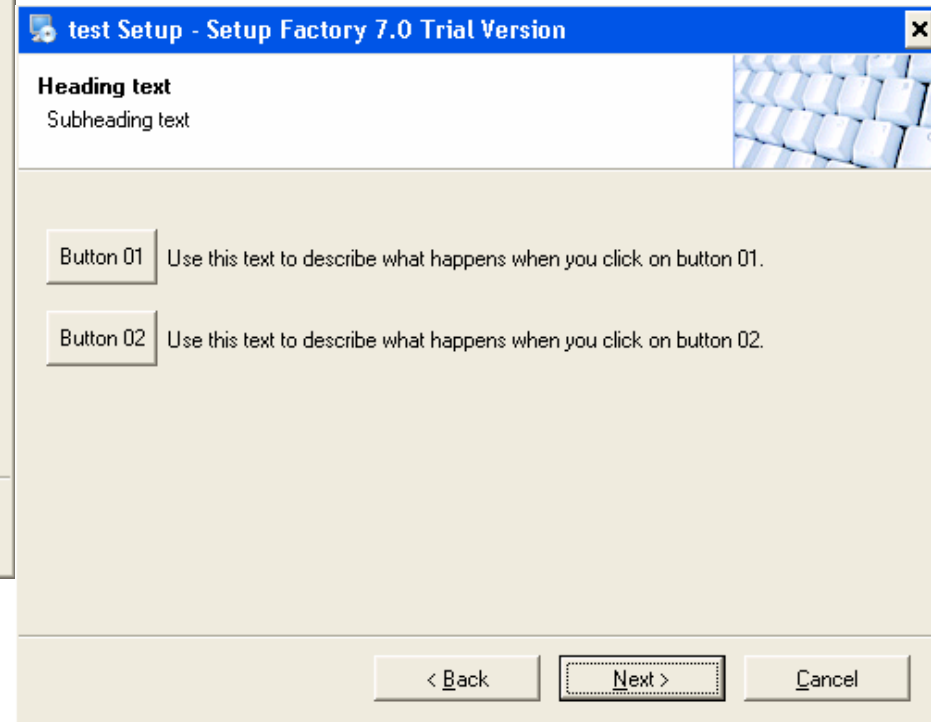 test Setup - Setup Factory 7.0 Trial Version
Heading text
Subheading text
Button 01 Use this text to describe what happens when you click on button 01.
Button 02 Use this text to describe what happens when you click on button 02.
< Back Next > Cancel